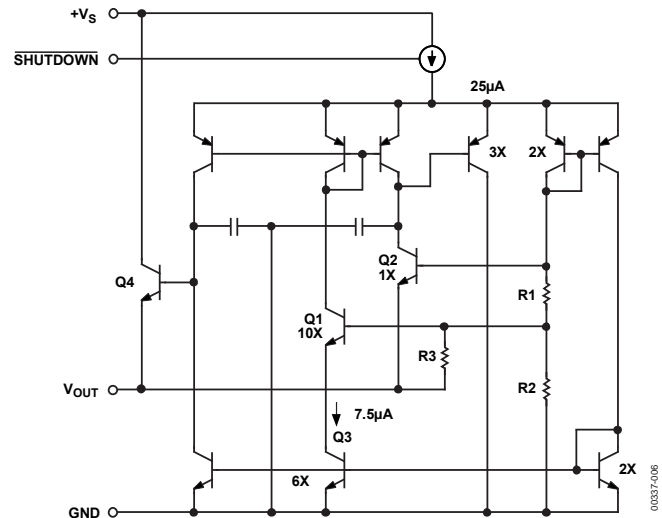 +VS
SHUTDOWN
25µA
3X
2X
Q2
1X
Q4
R1
Q1
10X
R3
R2
VOUT
7.5µA
Q3
6X
2X
GND
00337-006